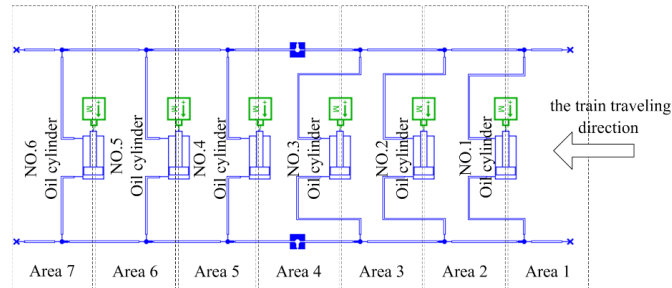 NO.6
Oil cylinder
NO.5
Oil cylinder
NO.4
Oil cylinder
NO.3
Oil cylinder
NO.2
Oil cylinder
NO.1
Oil cylinder
M
M
M
M
M
M
the train traveling
direction
Area 7
Area 6
Area 5
Area 4
Area 3
Area 2
Area 1